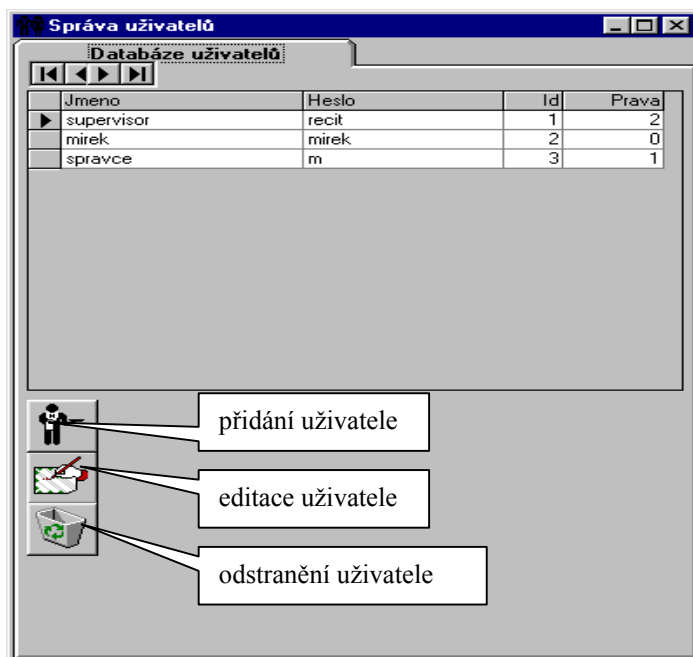 Správa uživatelů
Databáze uživatelů
Jmeno Heslo Id Prava
supervisor recit 1 2
mirek mirek 2 0
spravce m 3 1
přidání uživatele
editace uživatele
odstranění uživatele